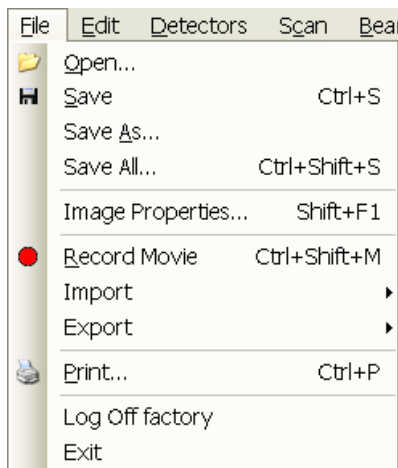 File Edit Detectors Scan
Open...
Save Ctrl+S
Save As...
Save All... Ctrl+Shift+S
Image Properties... Shift+F1
Record Movie Ctrl+Shift+M
Import
Export
Print... Ctrl+P
Log Off factory
Exit